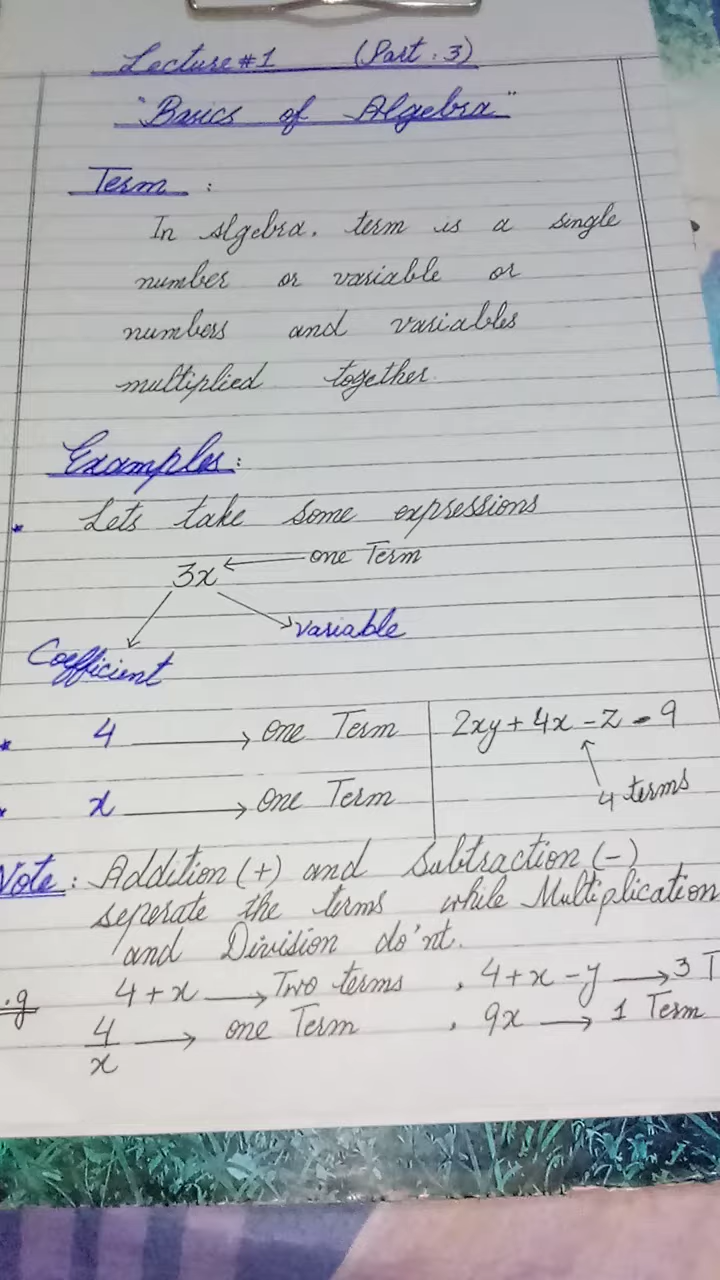 Lecture #1 (Part : 3)
"Basics of Algebra"
Term :
In algebra, term is a single
number or variable or
numbers and variables
multiplied together.
Examples :
* Lets take some expressions
3x ← one Term
variable
Coefficient
* 4 → one Term
2xy + 4x - z - 9
* x → one Term
4 terms
Note : Addition (+) and Subtraction (-)
seperate the terms while Multiplication
and Division do'nt.
.g 4 + x → Two terms , 4 + x - y → 3 T
4/x → one Term , 9x → 1 Term